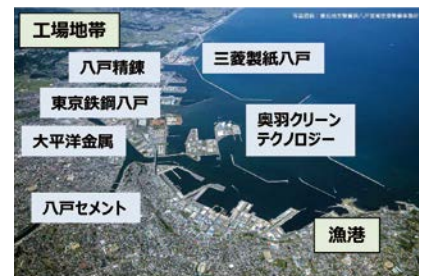 工場地帯
三菱製紙八戸
八戸精錬
東京鉄鋼八戸
奥羽クリーン
テクノロジー
大平洋金属
八戸セメント
漁港